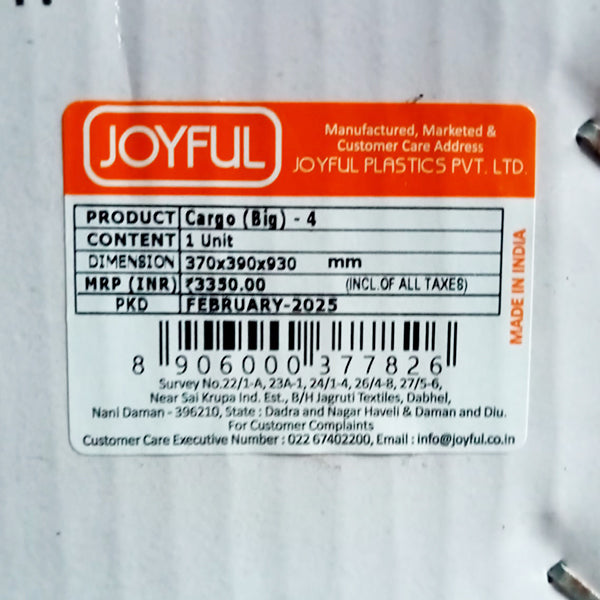 JOYFUL
Manufactured, Marketed &
Customer Care Address
JOYFUL PLASTICS PVT. LTD.
PRODUCT Cargo (Big) - 4
CONTENT 1 Unit
DIMENSION 370x390x930 mm
MRP (INR) ₹3350.00 (INCL.OF ALL TAXES)
PKD FEBRUARY-2025
MADE IN INDIA
8 906000 377826
Survey No.22/1-A, 23A-1, 24/1-4, 26/4-8, 27/5-6,
Near Sai Krupa Ind. Est., B/H Jagruti Textiles, Dabhel,
Nani Daman - 396210, State : Dadra and Nagar Haveli & Daman and Diu.
For Customer Complaints
Customer Care Executive Number : 022 67402200, Email : info@joyful.co.in